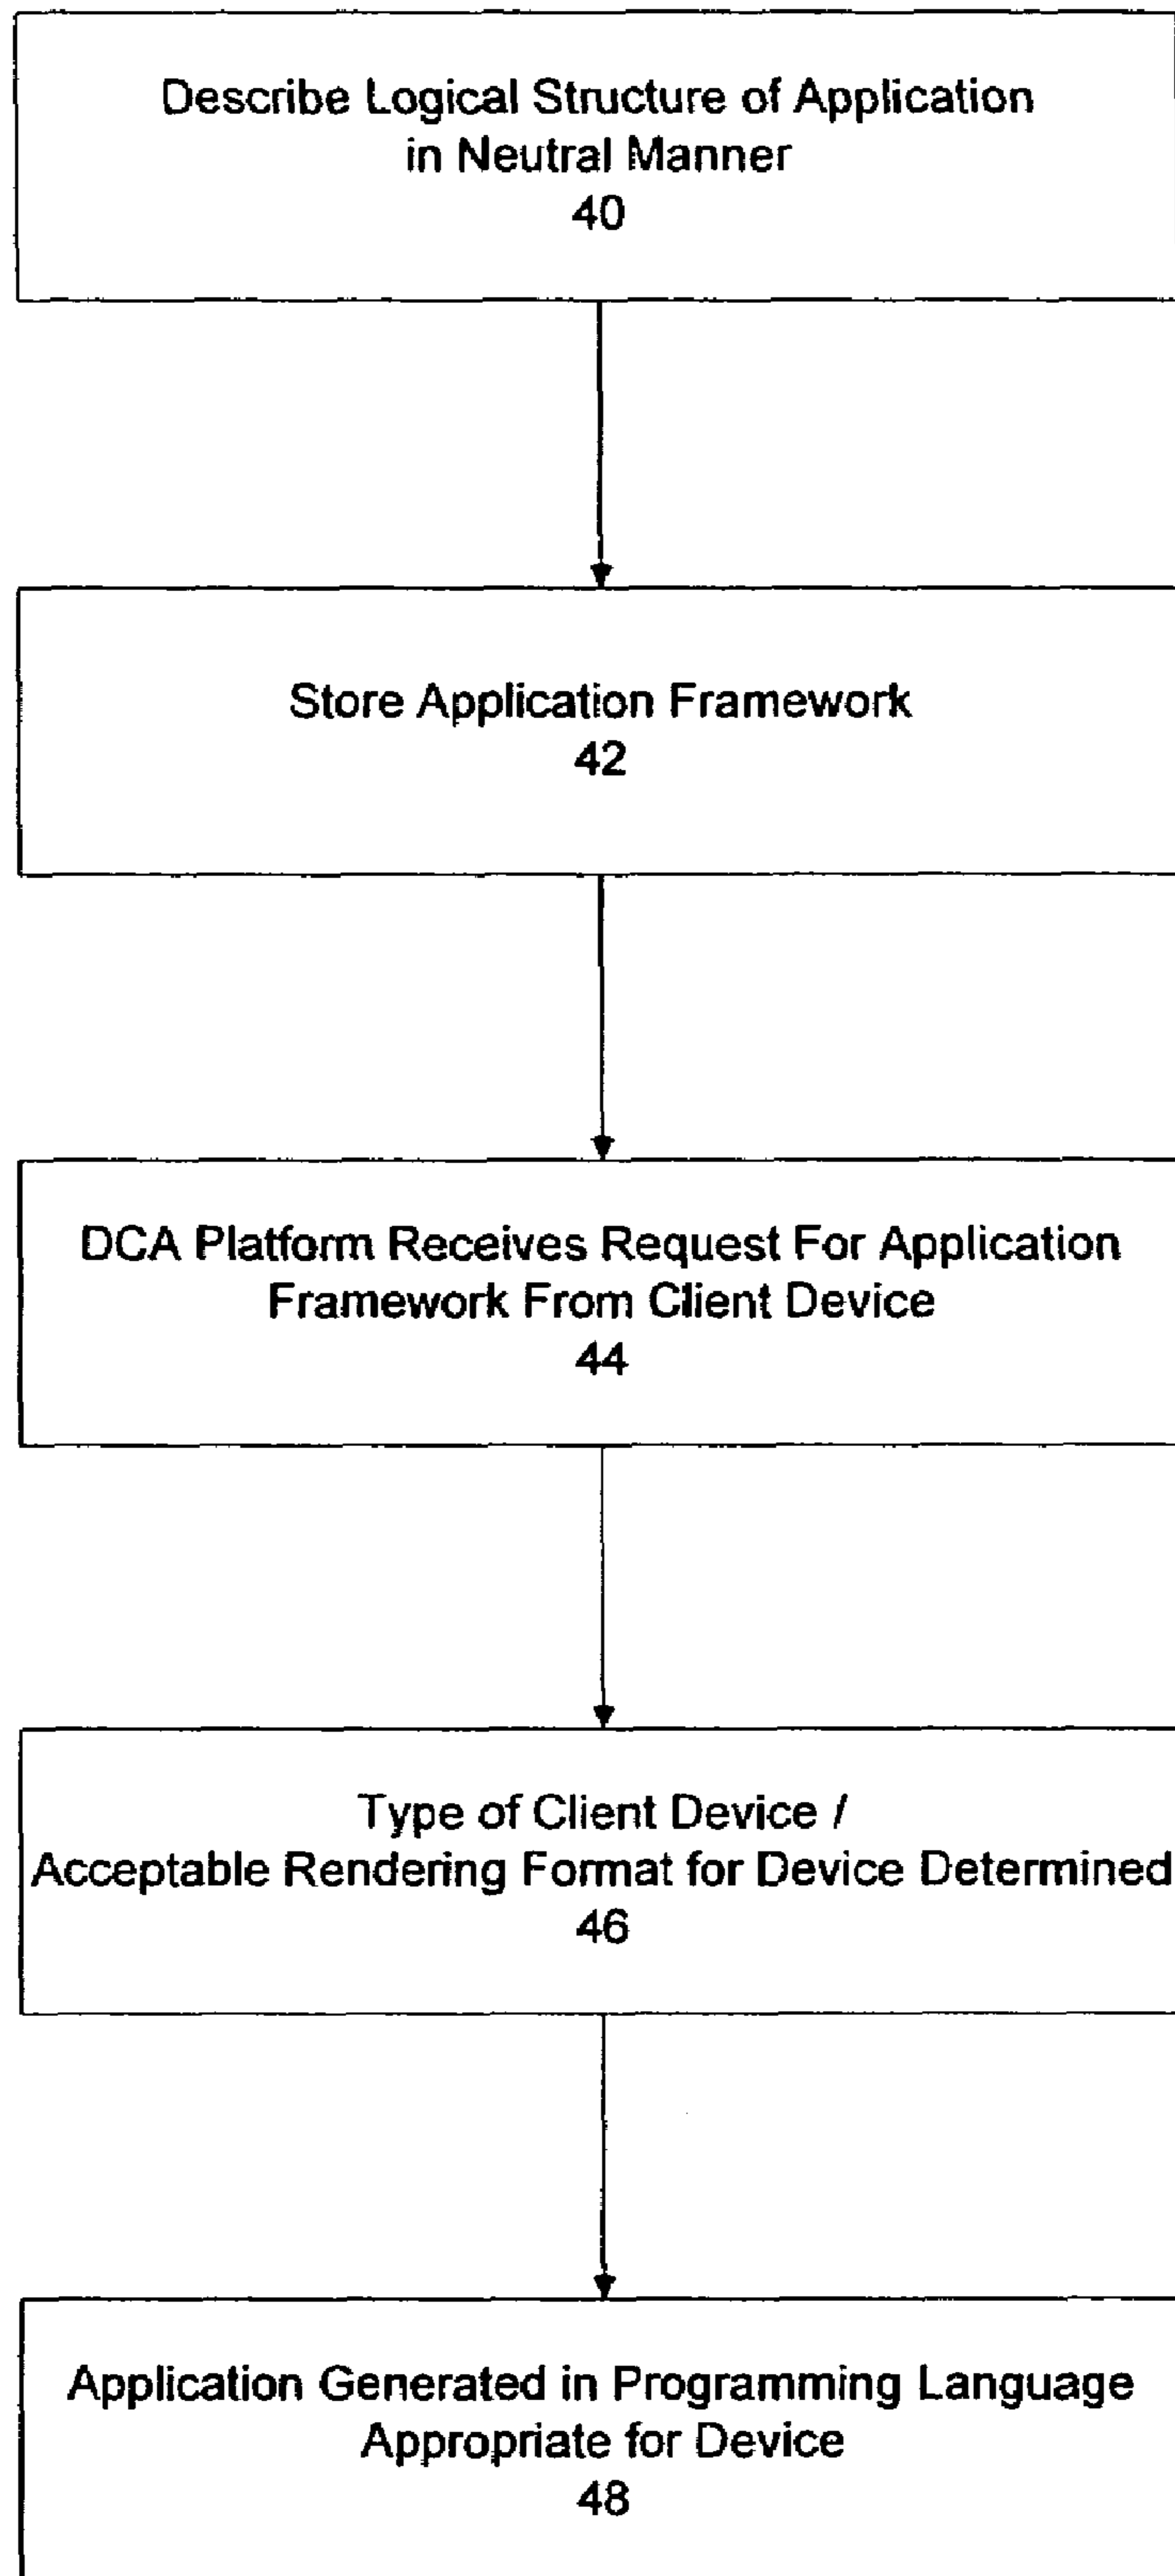 Describe Logical Structure of Application
in Neutral Manner
40
Store Application Framework
42
DCA Platform Receives Request For Application
Framework From Client Device
44
Type of Client Device /
Acceptable Rendering Format for Device Determined
46
Application Generated in Programming Language
Appropriate for Device
48